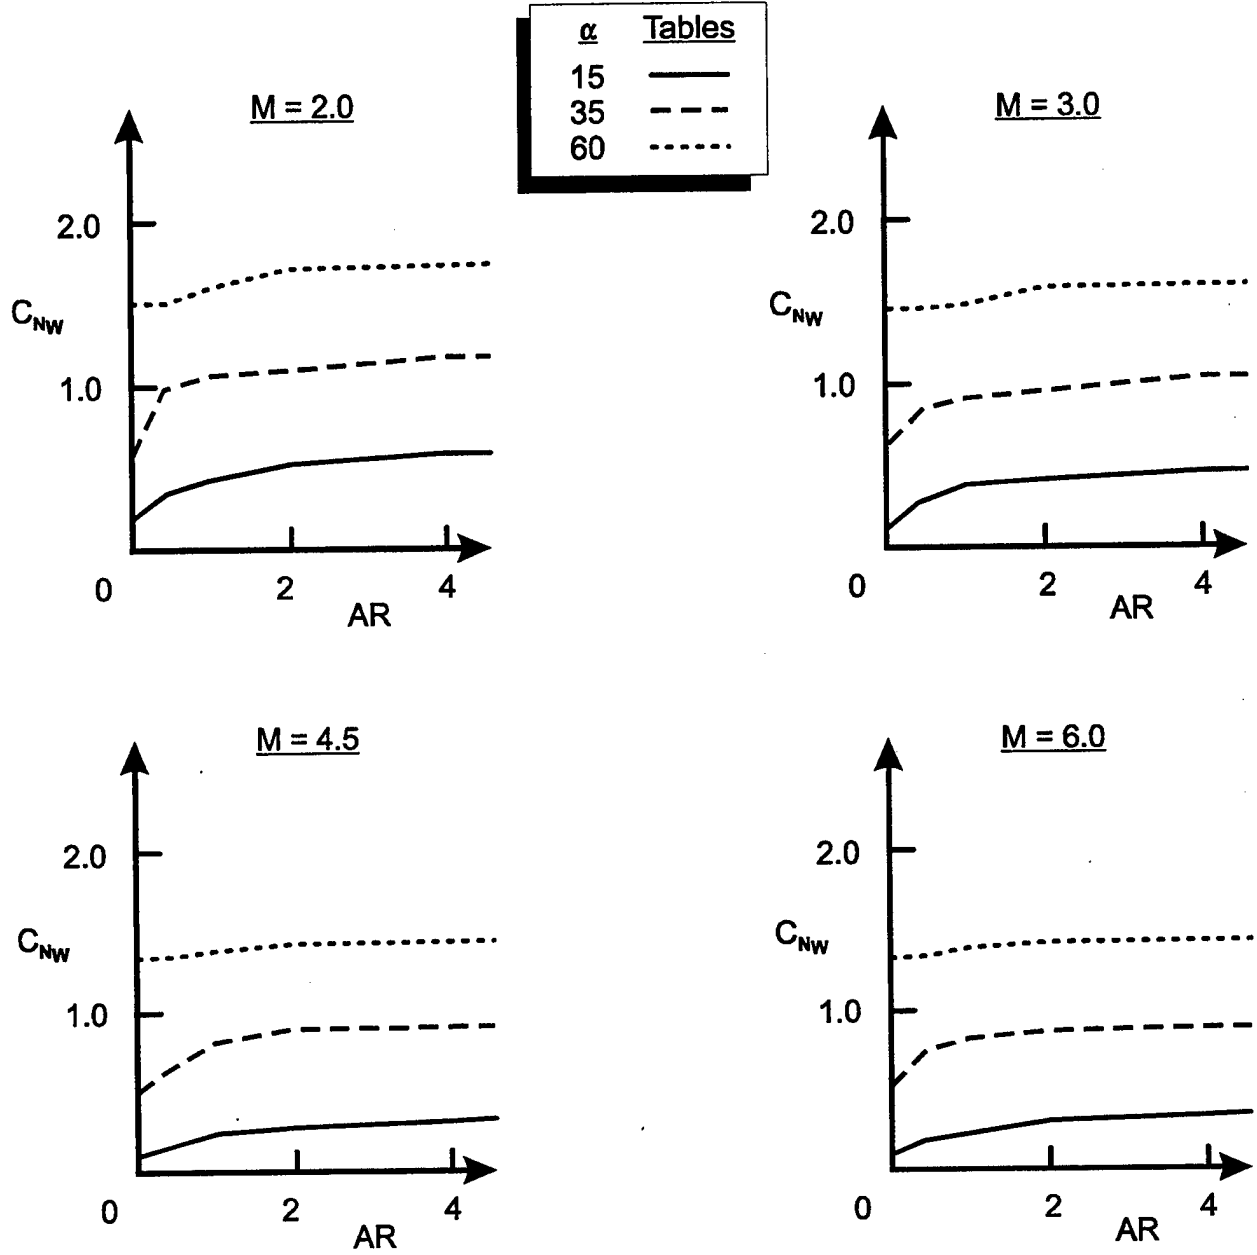 α Tables
15
35
60
M = 2.0
2.0
C_NW
1.0
0 2 4
AR
M = 3.0
2.0
C_NW
1.0
0 2 4
AR
M = 4.5
2.0
C_NW
1.0
0 2 4
AR
M = 6.0
2.0
C_NW
1.0
0 2 4
AR